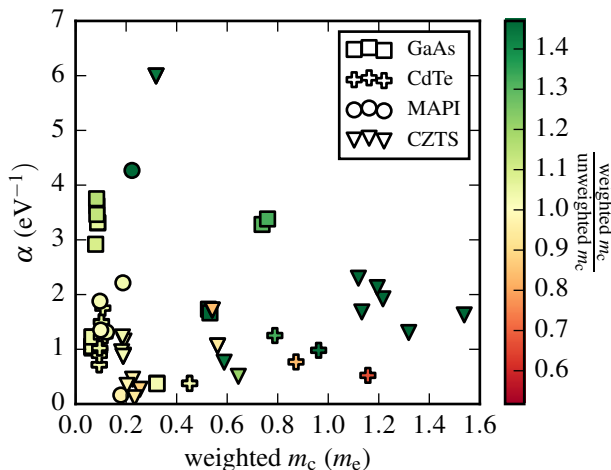 7
6
5
4
3
2
1
0
α (eV⁻¹)
0.0 0.2 0.4 0.6 0.8 1.0 1.2 1.4 1.6
weighted m_c (m_e)
GaAs
CdTe
MAPI
CZTS
1.4
1.3
1.2
1.1
1.0
0.9
0.8
0.7
0.6
weighted m_c
unweighted m_c